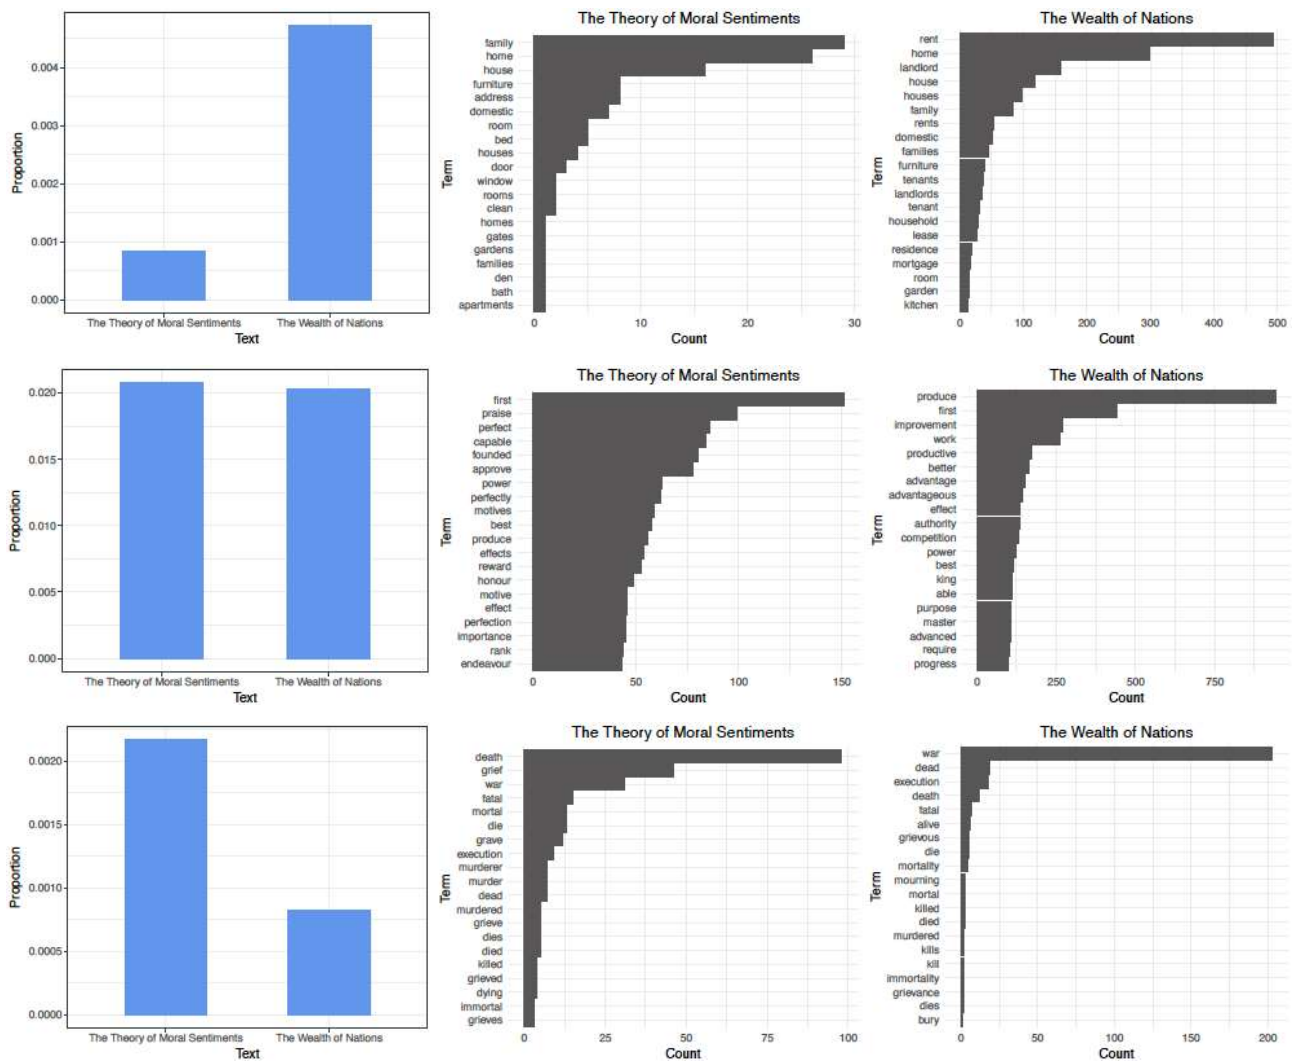 Proportion
0.004
0.003
0.002
0.001
0.000
The Theory of Moral Sentiments
The Wealth of Nations
Text
The Theory of Moral Sentiments
Term
family
home
house
furniture
address
domestic
room
bed
houses
door
window
rooms
clean
homes
gates
gardens
families
den
bath
apartments
0
10
20
30
Count
The Wealth of Nations
Term
rent
home
landlord
house
houses
family
rents
domestic
families
furniture
tenants
landlords
tenant
household
lease
residence
mortgage
room
garden
kitchen
0
100
200
300
400
500
Count
Proportion
0.020
0.015
0.010
0.005
0.000
The Theory of Moral Sentiments
The Wealth of Nations
Text
The Theory of Moral Sentiments
Term
first
praise
perfect
capable
founded
approve
power
perfectly
motives
best
produce
effects
reward
honour
motive
effect
perfection
importance
rank
endeavour
0
50
100
150
Count
The Wealth of Nations
Term
produce
first
improvement
work
productive
better
advantage
advantageous
effect
authority
competition
power
best
king
able
purpose
master
advanced
require
progress
0
250
500
750
Count
Proportion
0.0020
0.0015
0.0010
0.0005
0.0000
The Theory of Moral Sentiments
The Wealth of Nations
Text
The Theory of Moral Sentiments
Term
death
grief
war
fatal
mortal
die
grave
execution
murderer
murder
dead
murdered
grieve
dies
died
killed
grieved
dying
immortal
grieves
0
25
50
75
100
Count
The Wealth of Nations
Term
war
dead
execution
death
fatal
alive
grievous
die
mortality
mourning
mortal
killed
died
murdered
kills
kill
immortality
grievance
dies
bury
0
50
100
150
200
Count